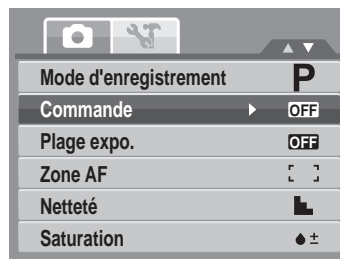 Mode d'enregistrement P
Commande OFF
Plage expo. OFF
Zone AF
Netteté
Saturation